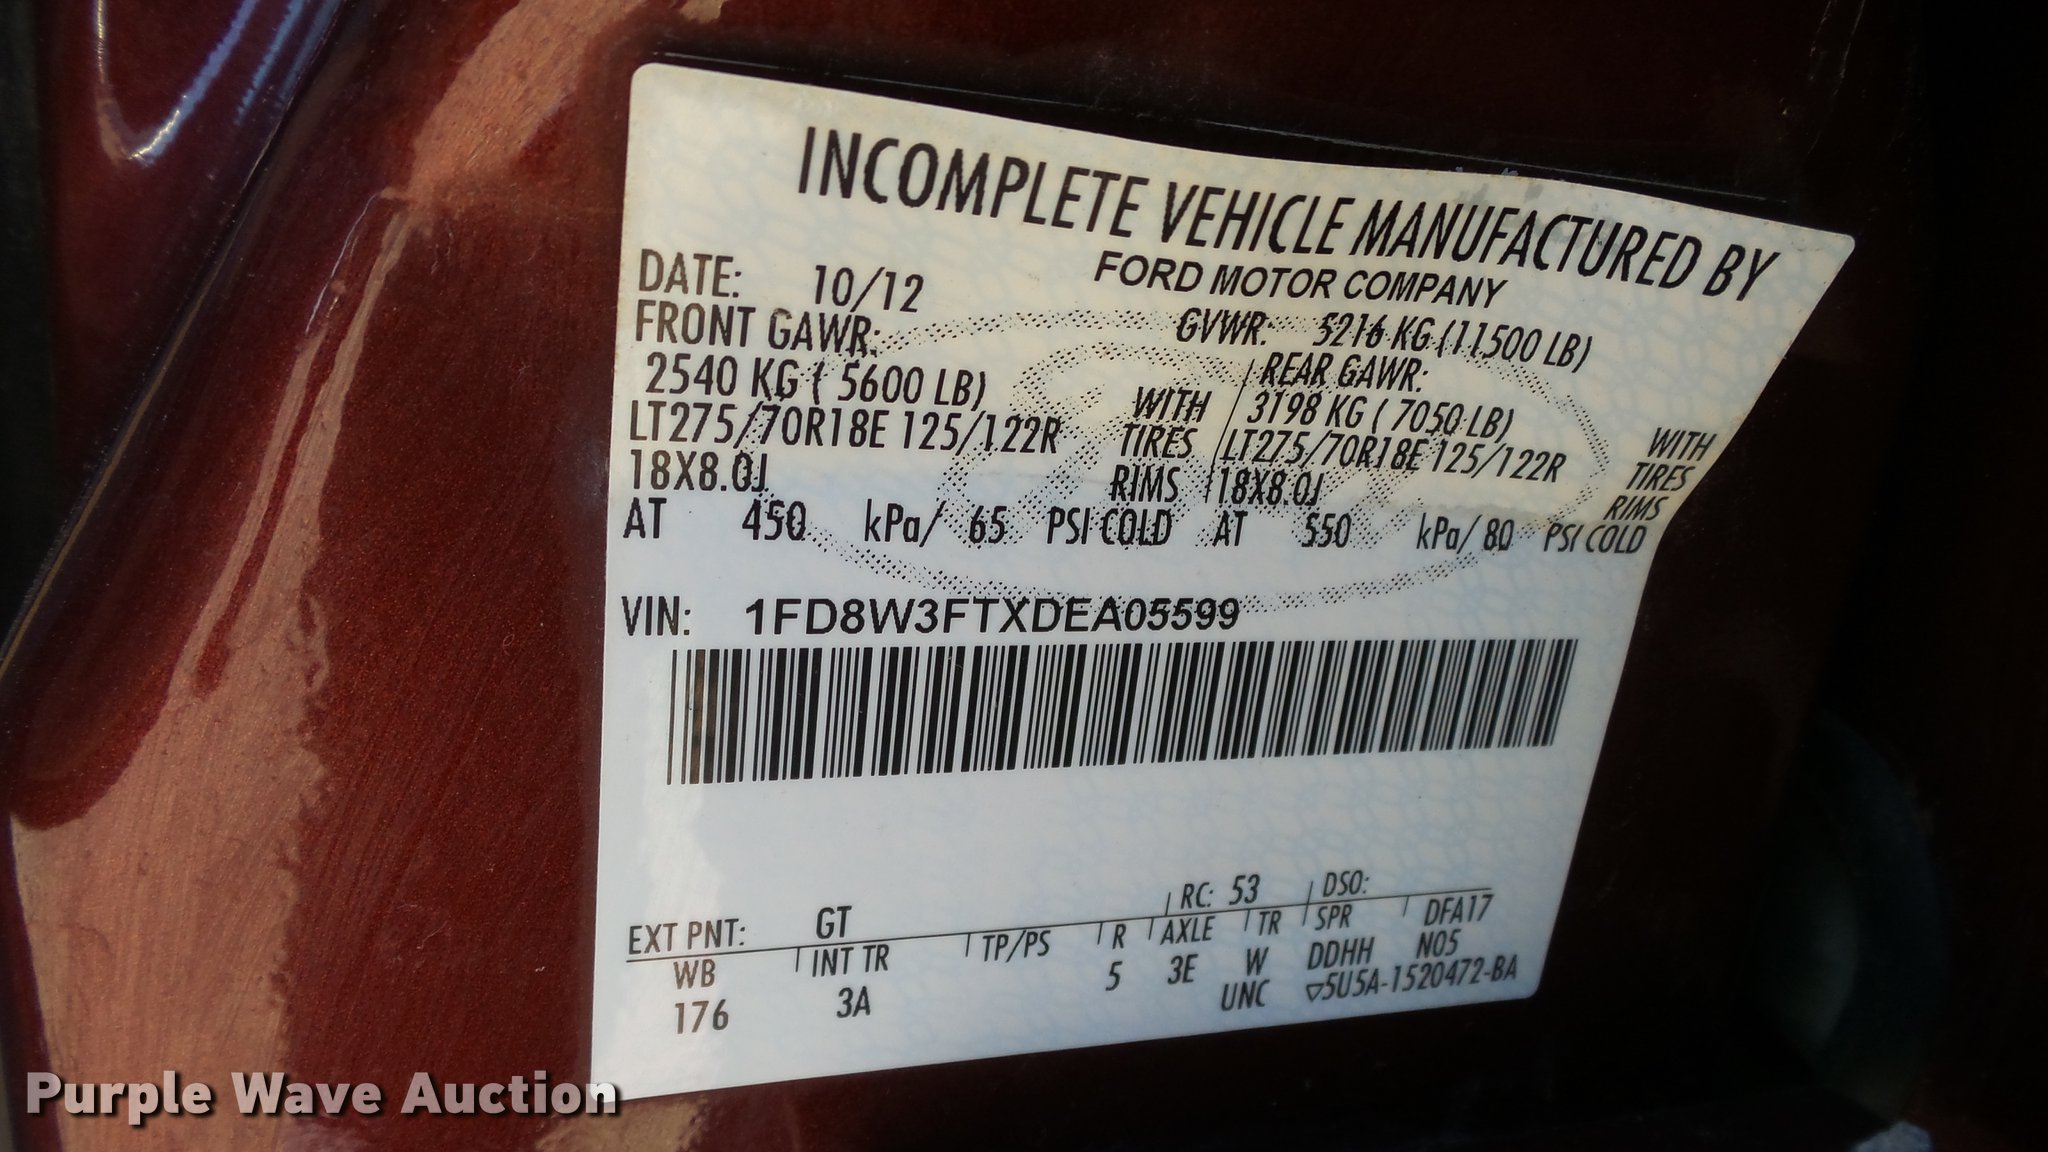 INCOMPLETE VEHICLE MANUFACTURED BY
FORD MOTOR COMPANY
DATE: 10/12
GVWR: 5216 KG (11500 LB)
FRONT GAWR: REAR GAWR:
2540 KG ( 5600 LB) WITH 3198 KG ( 7050 LB) WITH
LT275/70R18E 125/122R TIRES LT275/70R18E 125/122R TIRES
18X8.0J RIMS 18X8.0J RIMS
AT 450 kPa/ 65 PSI COLD AT 550 kPa/ 80 PSI COLD
VIN: 1FD8W3FTXDEA05599
EXT PNT: GT RC: 53 DSO:
WB INT TR TP/PS R AXLE TR SPR DFA17
176 3A 5 3E W DDHH N05
UNC ▽5U5A-1520472-BA
Purple Wave Auction